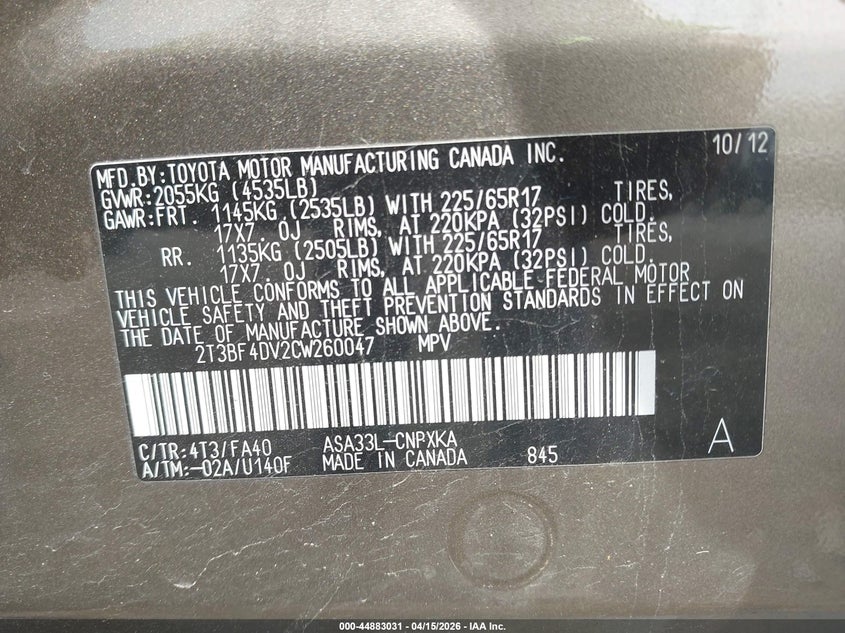 10/12
MFD.BY:TOYOTA MOTOR MANUFACTURING CANADA INC.
GVWR:2055KG (4535LB)
GAWR:FRT. 1145KG (2535LB) WITH 225/65R17 TIRES,
17X7.0J RIMS, AT 220KPA (32PSI) COLD.
RR. 1135KG (2505LB) WITH 225/65R17 TIRES,
17X7.0J RIMS, AT 220KPA (32PSI) COLD.
THIS VEHICLE CONFORMS TO ALL APPLICABLE FEDERAL MOTOR
VEHICLE SAFETY AND THEFT PREVENTION STANDARDS IN EFFECT ON
THE DATE OF MANUFACTURE SHOWN ABOVE.
2T3BF4DV2CW260047 MPV
C/TR:4T3/FA40 ASA33L-CNPXKA
A/TM:-02A/U140F MADE IN CANADA 845 A
000-44883031 - 04/15/2026 - IAA Inc.